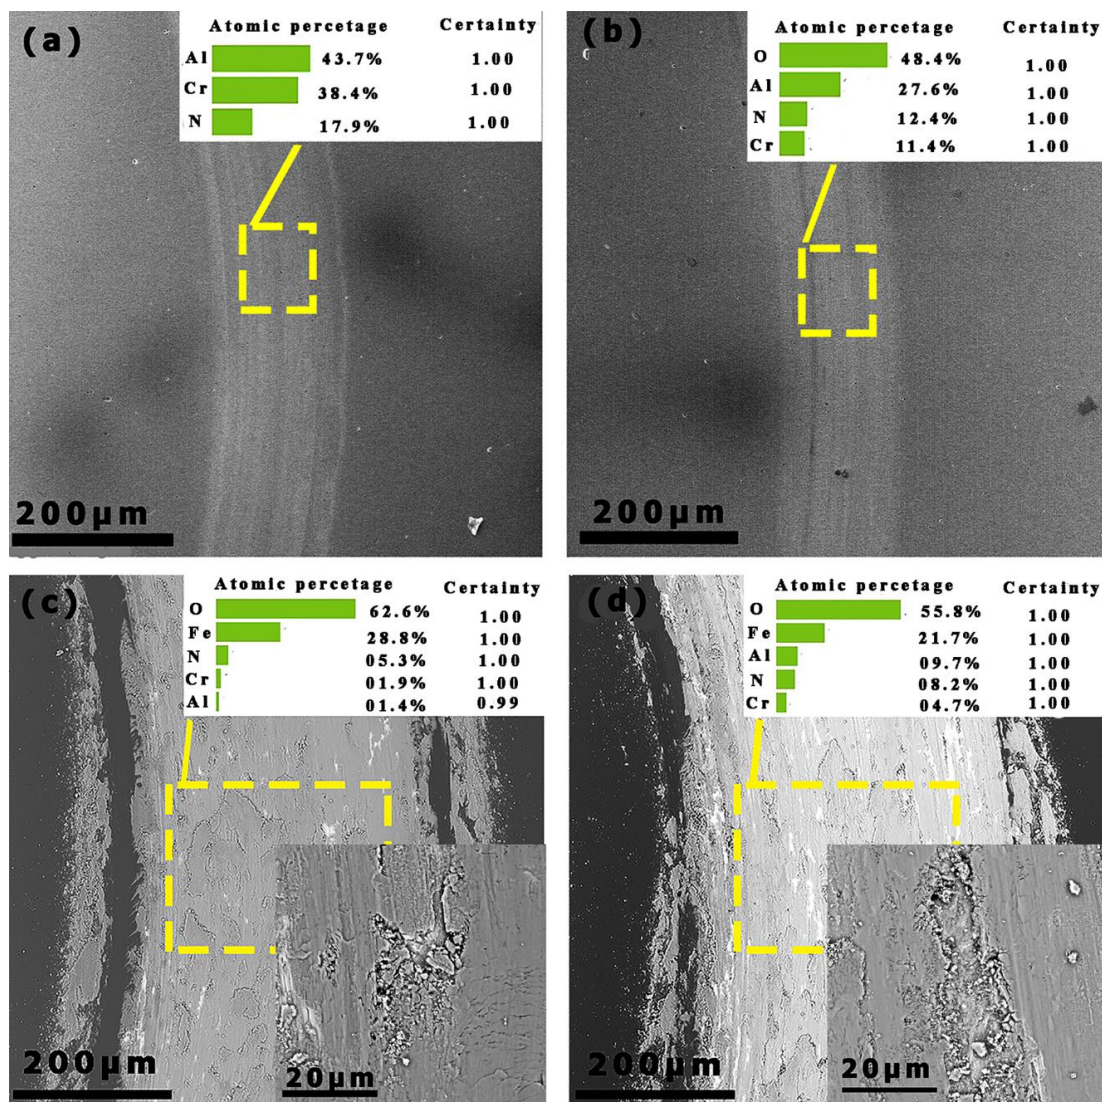 (a)
Atomic percetage Certainty
Al 43.7% 1.00
Cr 38.4% 1.00
N 17.9% 1.00
200µm
(b)
Atomic percetage Certainty
O 48.4% 1.00
Al 27.6% 1.00
N 12.4% 1.00
Cr 11.4% 1.00
200µm
(c)
Atomic percetage Certainty
O 62.6% 1.00
Fe 28.8% 1.00
N 05.3% 1.00
Cr 01.9% 1.00
Al 01.4% 0.99
200µm
20µm
(d)
Atomic percetage Certainty
O 55.8% 1.00
Fe 21.7% 1.00
Al 09.7% 1.00
N 08.2% 1.00
Cr 04.7% 1.00
200µm
20µm